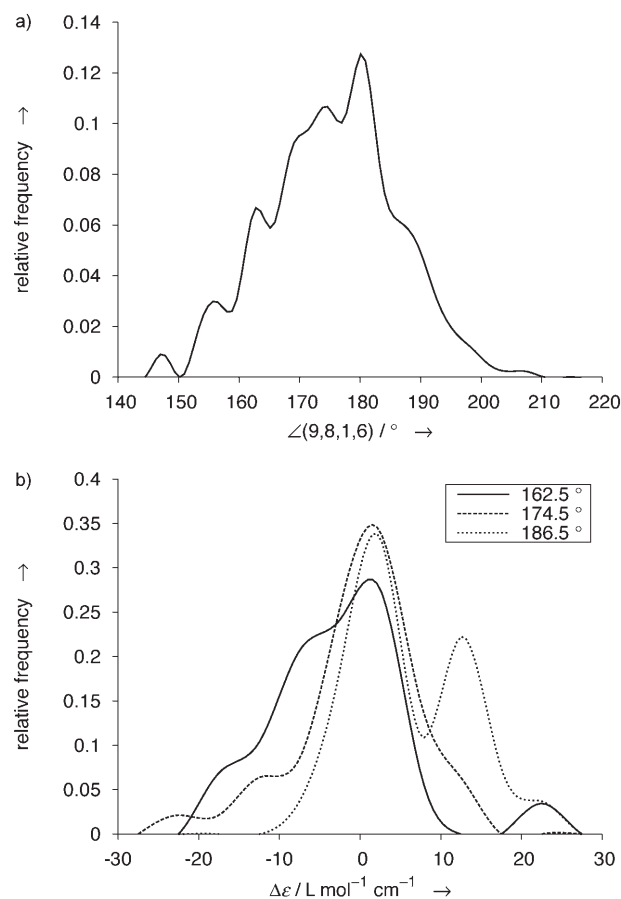 a)
0.14
0.12
0.1
0.08
0.06
0.04
0.02
0
relative frequency →
140 150 160 170 180 190 200 210 220
∠(9,8,1,6) / ° →
b)
0.4
0.35
0.3
0.25
0.2
0.15
0.1
0.05
0
relative frequency →
162.5 °
174.5 °
186.5 °
-30 -20 -10 0 10 20 30
Δε / L mol⁻¹ cm⁻¹ →